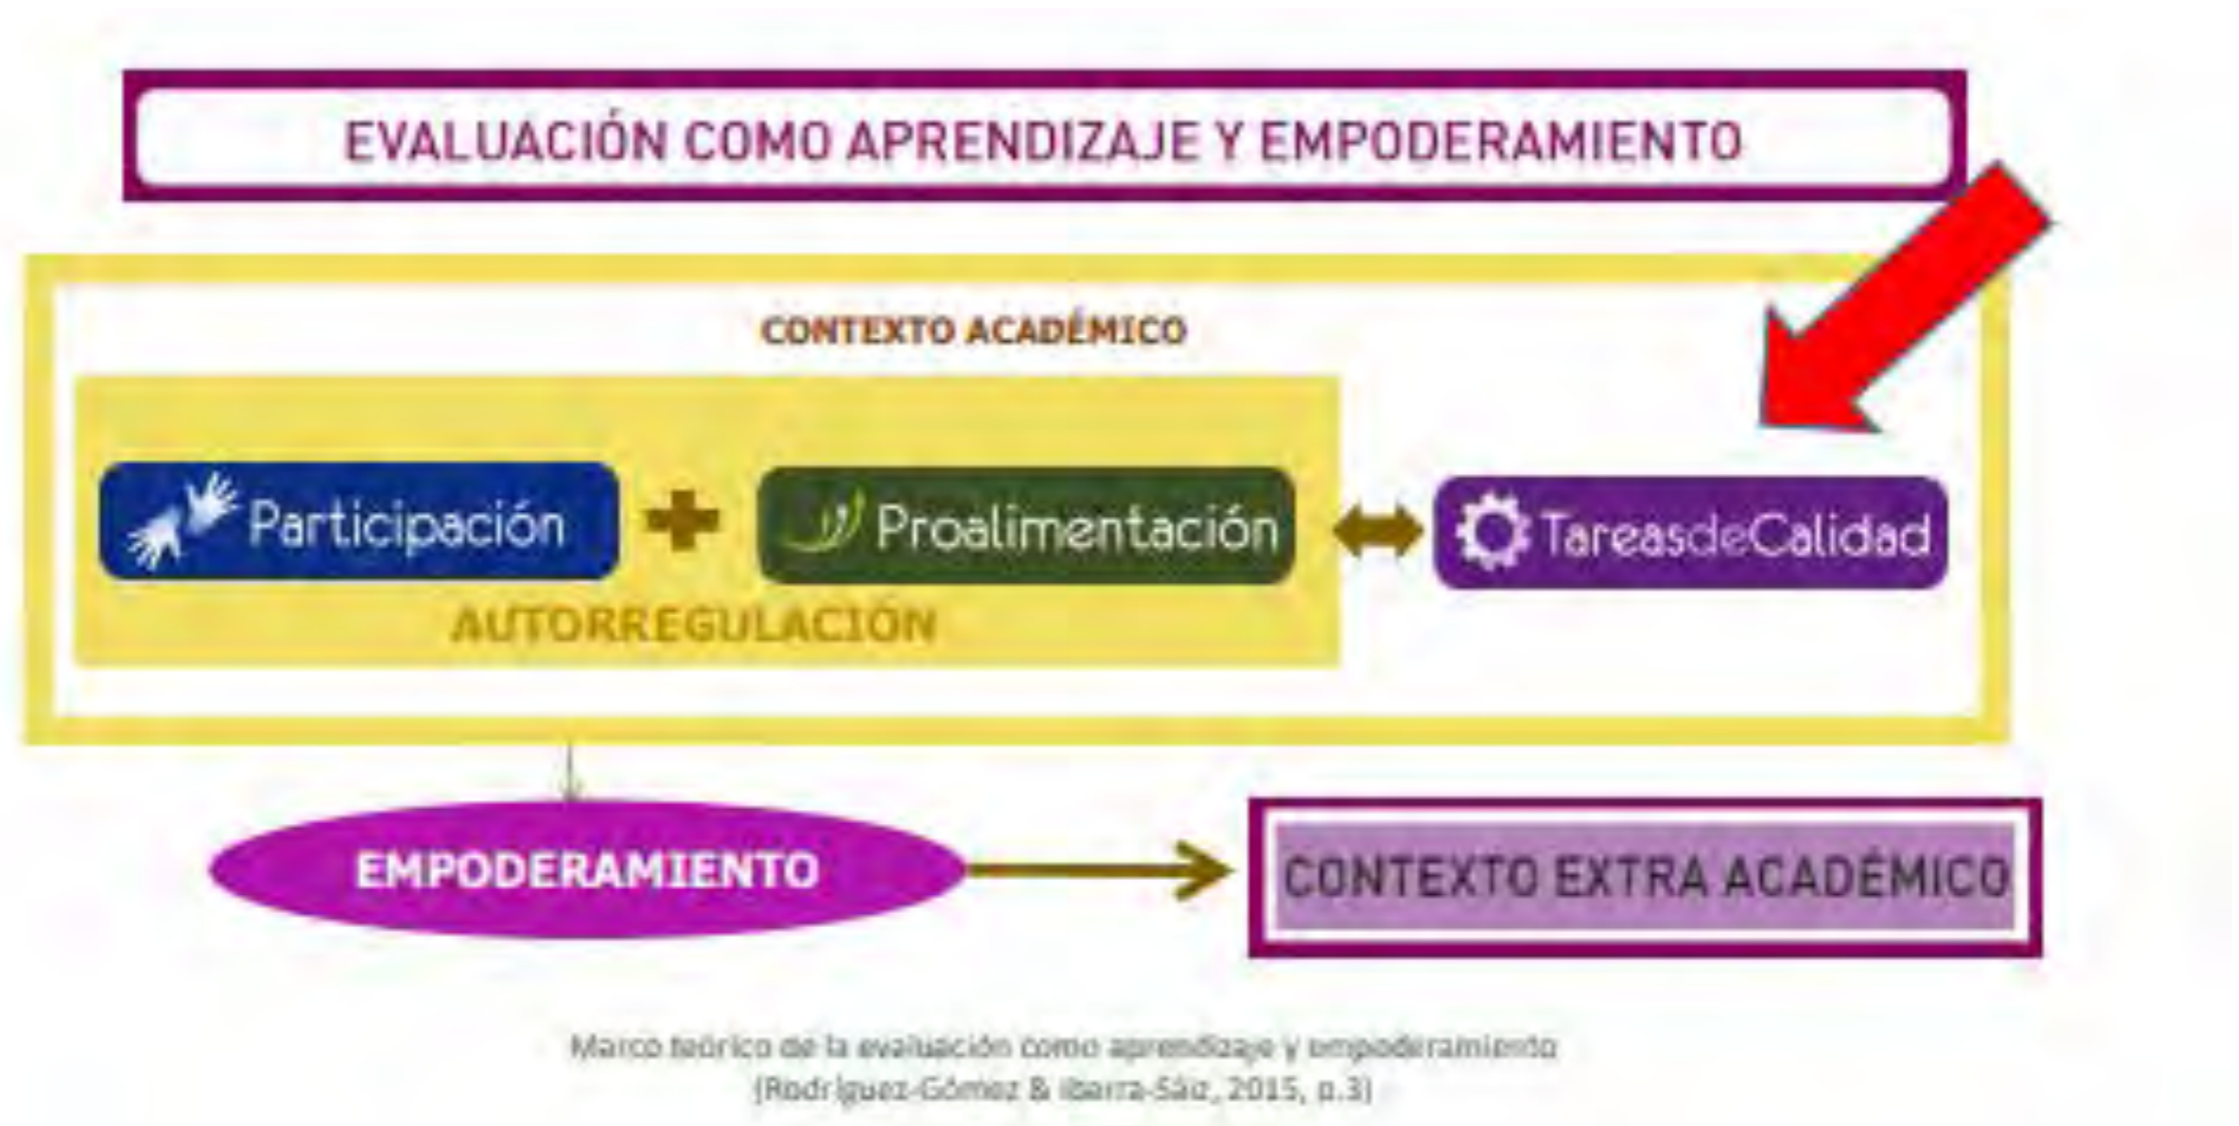 EVALUACIÓN COMO APRENDIZAJE Y EMPODERAMIENTO
CONTEXTO ACADÉMICO
Participación
Proalimentación
TareasdeCalidad
AUTORREGULACIÓN
EMPODERAMIENTO
CONTEXTO EXTRA ACADÉMICO
Marco teórico de la evaluación como aprendizaje y empoderamiento
(Rodríguez-Gómez & Ibarra-Sáiz, 2015, p.3)